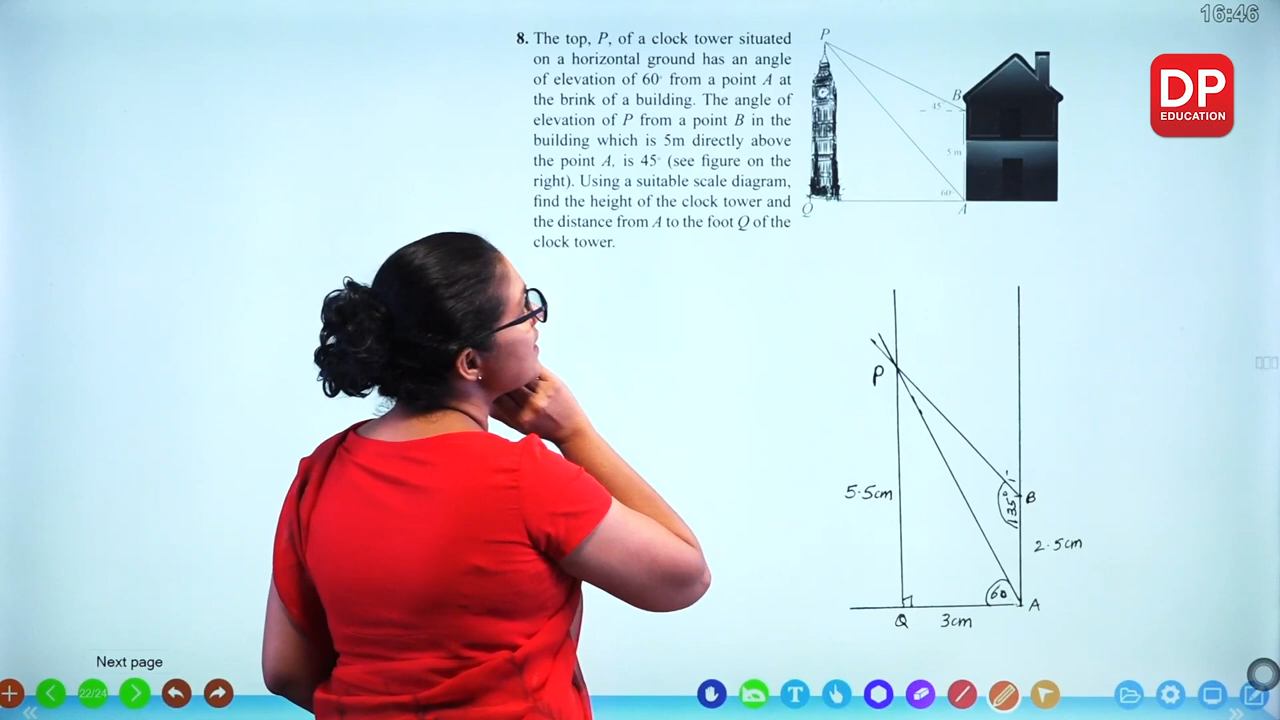 16:46
DP
EDUCATION
8. The top, P, of a clock tower situated
on a horizontal ground has an angle
of elevation of 60° from a point A at
the brink of a building. The angle of
elevation of P from a point B in the
building which is 5m directly above
the point A, is 45° (see figure on the
right). Using a suitable scale diagram,
find the height of the clock tower and
the distance from A to the foot Q of the
clock tower.
P
B
45°
5 m
60°
Q
A
P
5.5cm
135°
B
2.5cm
60
A
Q
3cm
Next page
22/24
T